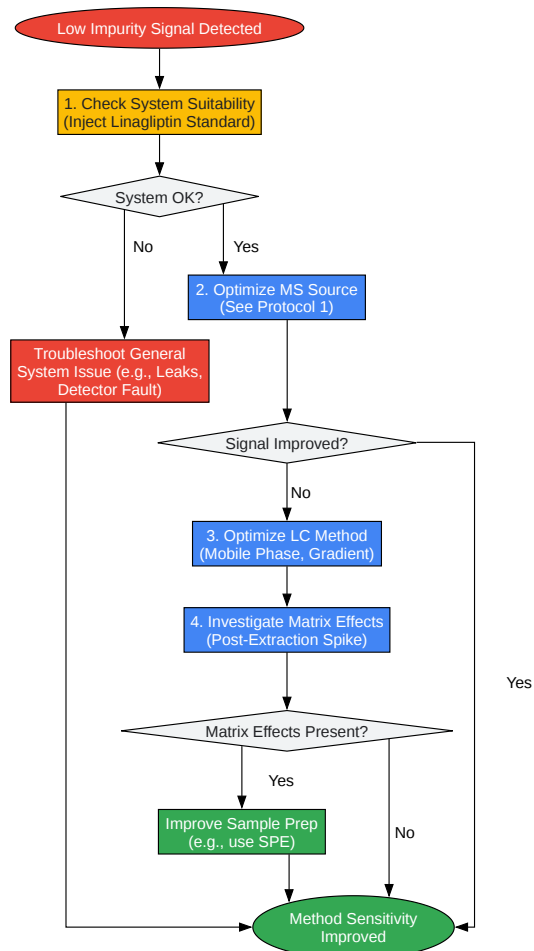 Low Impurity Signal Detected
1. Check System Suitability
(Inject Linagliptin Standard)
System OK?
No
Yes
2. Optimize MS Source
(See Protocol 1)
Troubleshoot General
System Issue (e.g., Leaks,
Detector Fault)
Signal Improved?
No
3. Optimize LC Method
(Mobile Phase, Gradient)
4. Investigate Matrix Effects
(Post-Extraction Spike)
Yes
Matrix Effects Present?
Yes
Improve Sample Prep
(e.g., use SPE)
No
Method Sensitivity
Improved